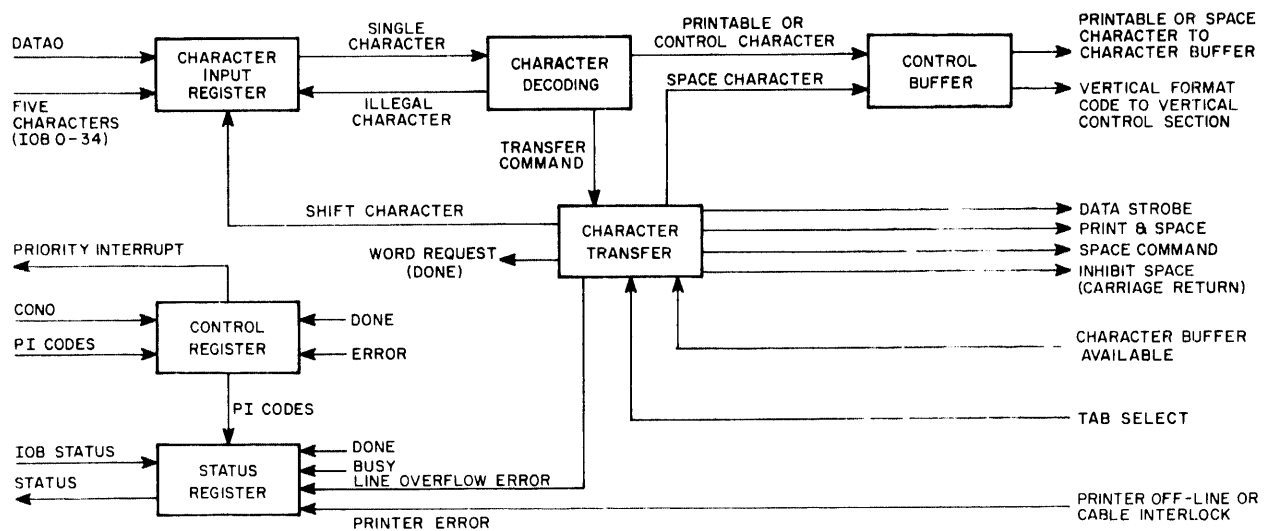 DATAO
FIVE
CHARACTERS
(IOB 0-34)
CHARACTER
INPUT
REGISTER
SINGLE
CHARACTER
ILLEGAL
CHARACTER
CHARACTER
DECODING
PRINTABLE OR
CONTROL CHARACTER
SPACE CHARACTER
CONTROL
BUFFER
PRINTABLE OR SPACE
CHARACTER TO
CHARACTER BUFFER
VERTICAL FORMAT
CODE TO VERTICAL
CONTROL SECTION
TRANSFER
COMMAND
SHIFT CHARACTER
CHARACTER
TRANSFER
WORD REQUEST
(DONE)
DATA STROBE
PRINT & SPACE
SPACE COMMAND
INHIBIT SPACE
(CARRIAGE RETURN)
CHARACTER BUFFER
AVAILABLE
TAB SELECT
PRIORITY INTERRUPT
CONO
PI CODES
CONTROL
REGISTER
DONE
ERROR
PI CODES
IOB STATUS
STATUS
STATUS
REGISTER
DONE
BUSY
LINE OVERFLOW ERROR
PRINTER ERROR
PRINTER OFF-LINE OR
CABLE INTERLOCK